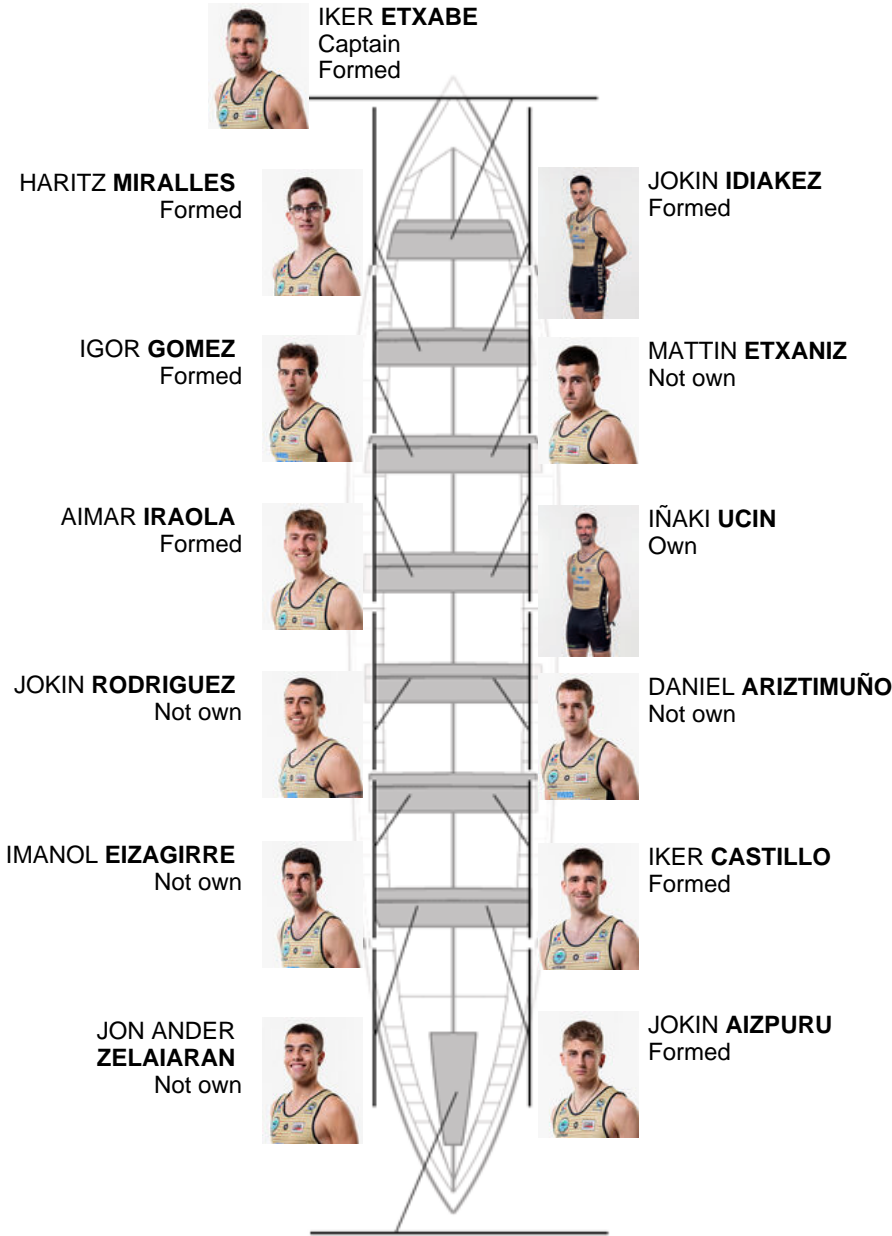 IKER ETXABE
Captain
Formed
HARITZ MIRALLES
Formed
JOKIN IDIAKEZ
Formed
IGOR GOMEZ
Formed
MATTIN ETXANIZ
Not own
AIMAR IRAOLA
Formed
IÑAKI UCIN
Own
JOKIN RODRIGUEZ
Not own
DANIEL ARIZTIMUÑO
Not own
IMANOL EIZAGIRRE
Not own
IKER CASTILLO
Formed
JON ANDER
ZELAIARAN
Not own
JOKIN AIZPURU
Formed